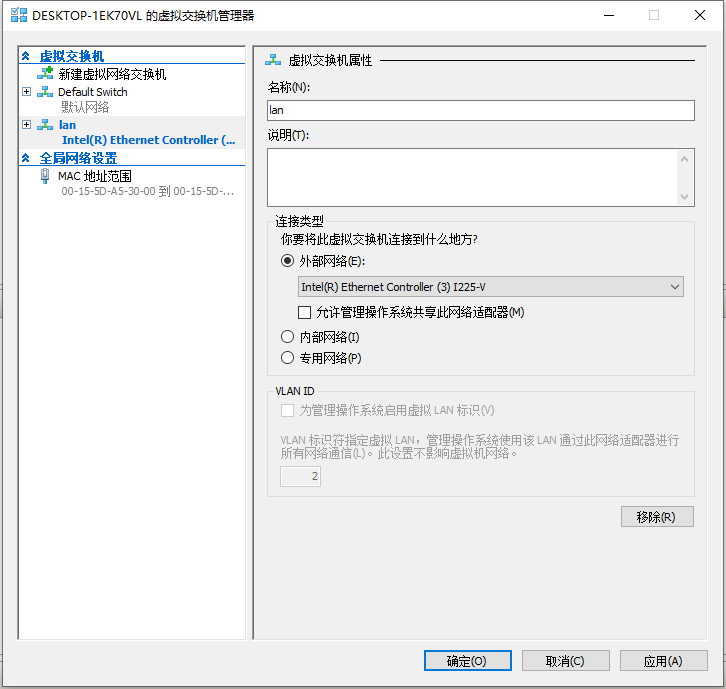 DESKTOP-1EK70VL 的虚拟交换机管理器
虚拟交换机
新建虚拟网络交换机
Default Switch
默认网络
lan
Intel(R) Ethernet Controller (...
全局网络设置
MAC 地址范围
00-15-5D-A5-30-00 到 00-15-5D-...
虚拟交换机属性
名称(N):
lan
说明(T):
连接类型
你要将此虚拟交换机连接到什么地方?
外部网络(E):
Intel(R) Ethernet Controller (3) I225-V
允许管理操作系统共享此网络适配器(M)
内部网络(I)
专用网络(P)
VLAN ID
为管理操作系统启用虚拟 LAN 标识(V)
VLAN 标识符指定虚拟 LAN，管理操作系统使用该 LAN 通过此网络适配器进行
所有网络通信(L)。此设置不影响虚拟机网络。
2
移除(R)
确定(O)
取消(C)
应用(A)